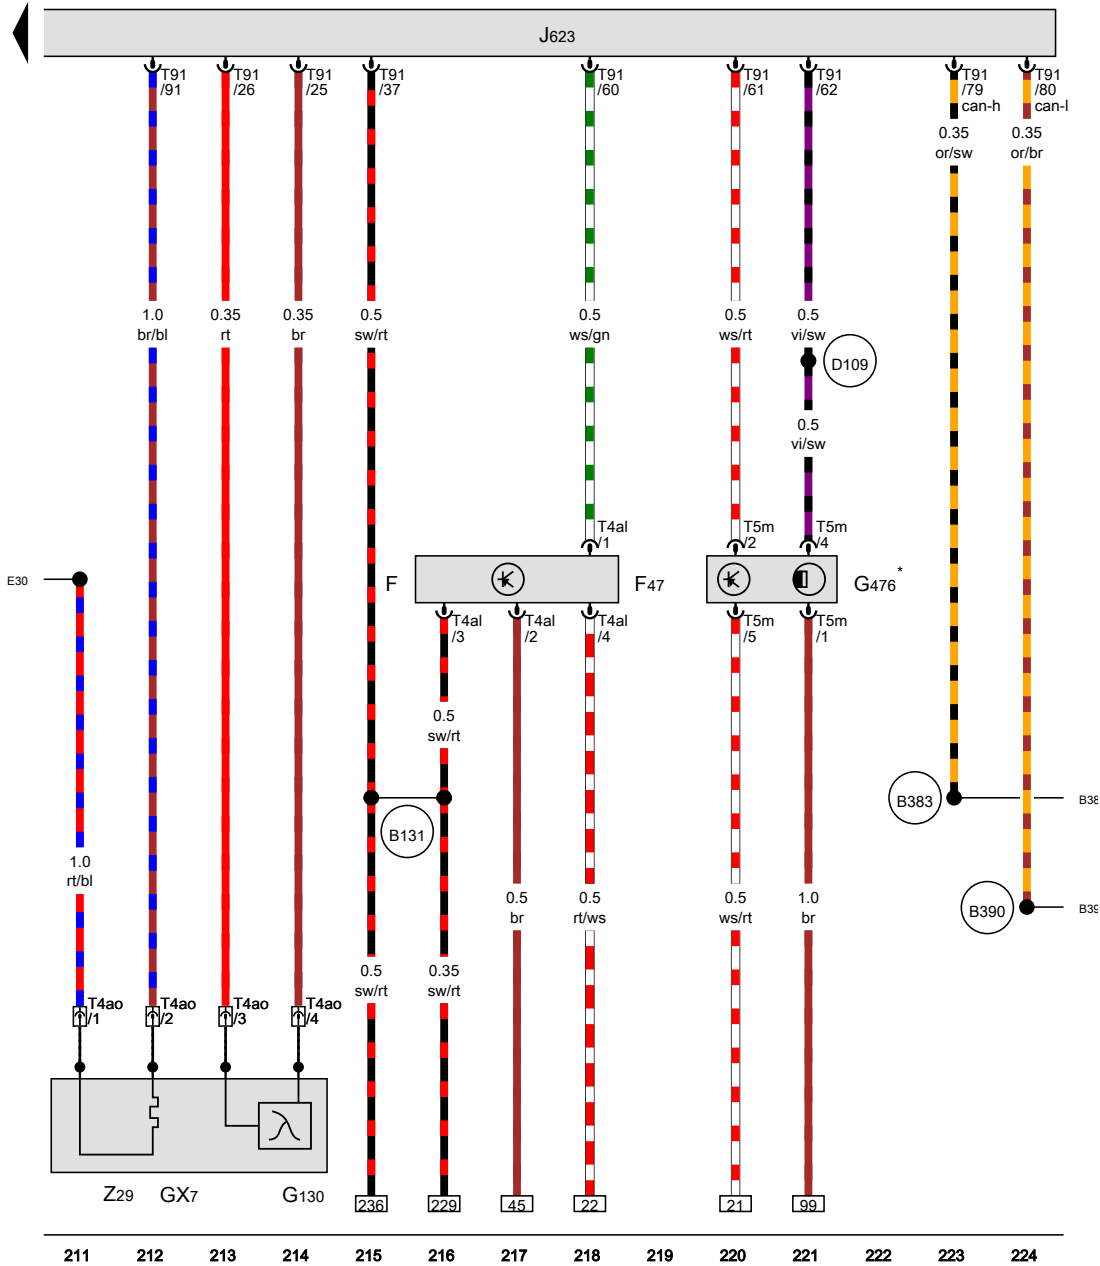 J623
T91 T91 T91 T91 T91 T91 T91 T91 T91
/91 /26 /25 /37 /60 /61 /62 /79 /80
can-h can-l
0.35 0.35
or/sw or/br
1.0 0.35 0.35 0.5 0.5 0.5 0.5
br/bl rt br sw/rt ws/gn ws/rt vi/sw
D109
0.5
vi/sw
T4al T5m T5m
/1 /2 /4
E30 F F47 G476*
T4al T4al T4al T5m T5m
/3 /2 /4 /5 /1
0.5
sw/rt
B383 B38
B131
1.0
rt/bl
0.5 0.5 0.5 1.0
br rt/ws ws/rt br
B390 B39
0.5 0.35
sw/rt sw/rt
T4ao T4ao T4ao T4ao
/1 /2 /3 /4
Z29 GX7 G130
236 229 45 22 21 99
211 212 213 214 215 216 217 218 219 220 221 222 223 224